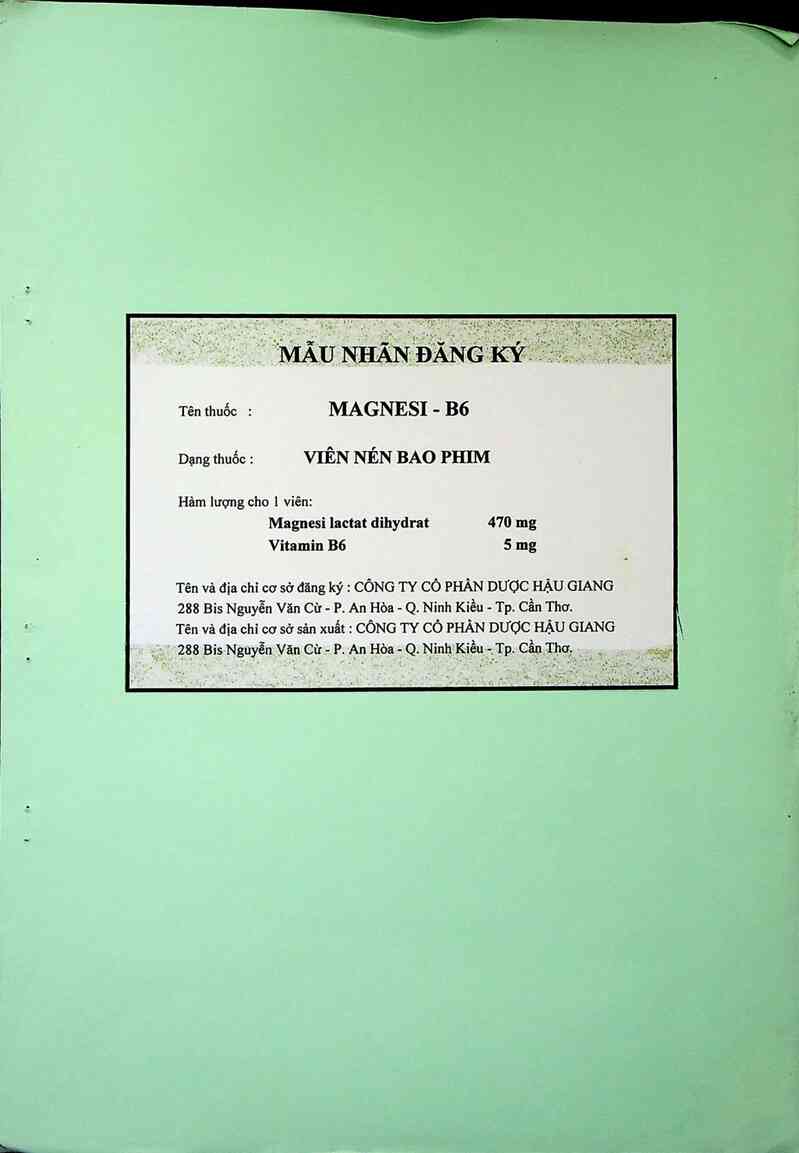 MẪU NHÃN ĐĂNG KÝ
Tên thuốc : MAGNESI - B6
Dạng thuốc : VIÊN NÉN BAO PHIM
Hàm lượng cho 1 viên:
Magnesi lactat dihydrat 470 mg
Vitamin B6 5 mg
Tên và địa chỉ cơ sở đăng ký : CÔNG TY CỔ PHẦN DƯỢC HẬU GIANG
288 Bis Nguyễn Văn Cừ - P. An Hòa - Q. Ninh Kiều - Tp. Cần Thơ.
Tên và địa chỉ cơ sở sản xuất : CÔNG TY CỔ PHẦN DƯỢC HẬU GIANG
288 Bis Nguyễn Văn Cừ - P. An Hòa - Q. Ninh Kiều - Tp. Cần Thơ.